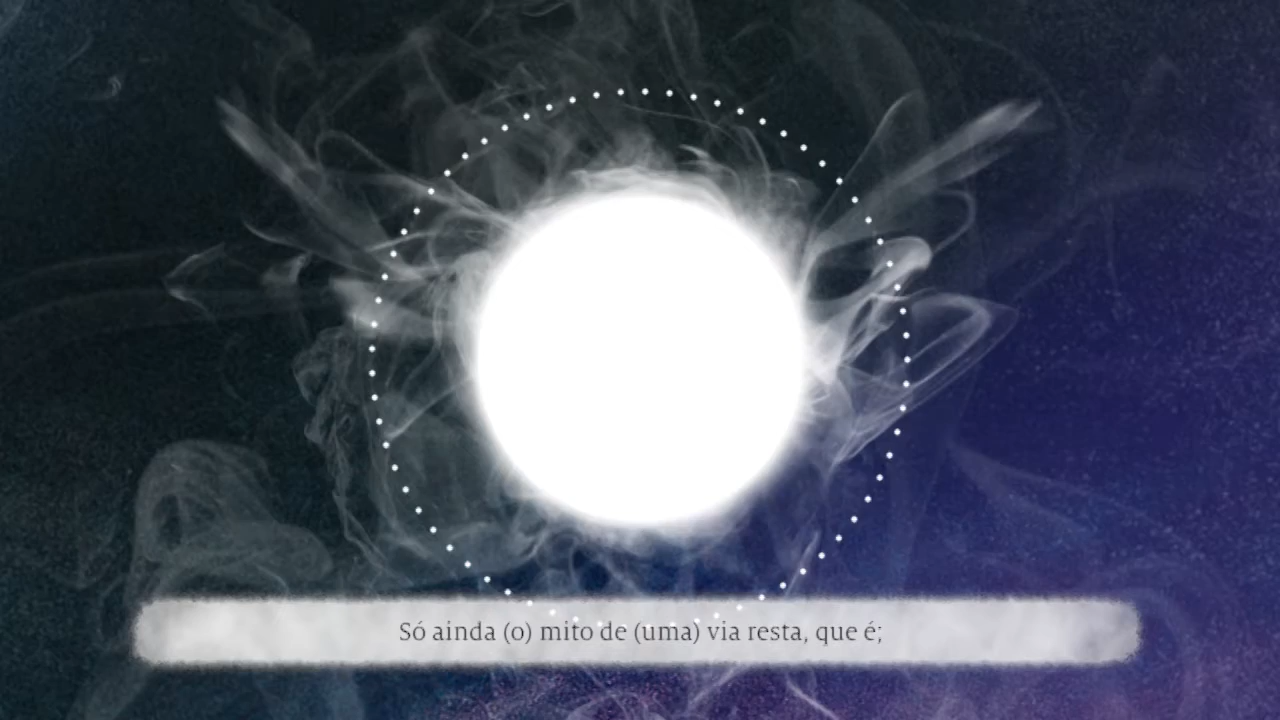 Só ainda (o) mito de (uma) via resta, que é;